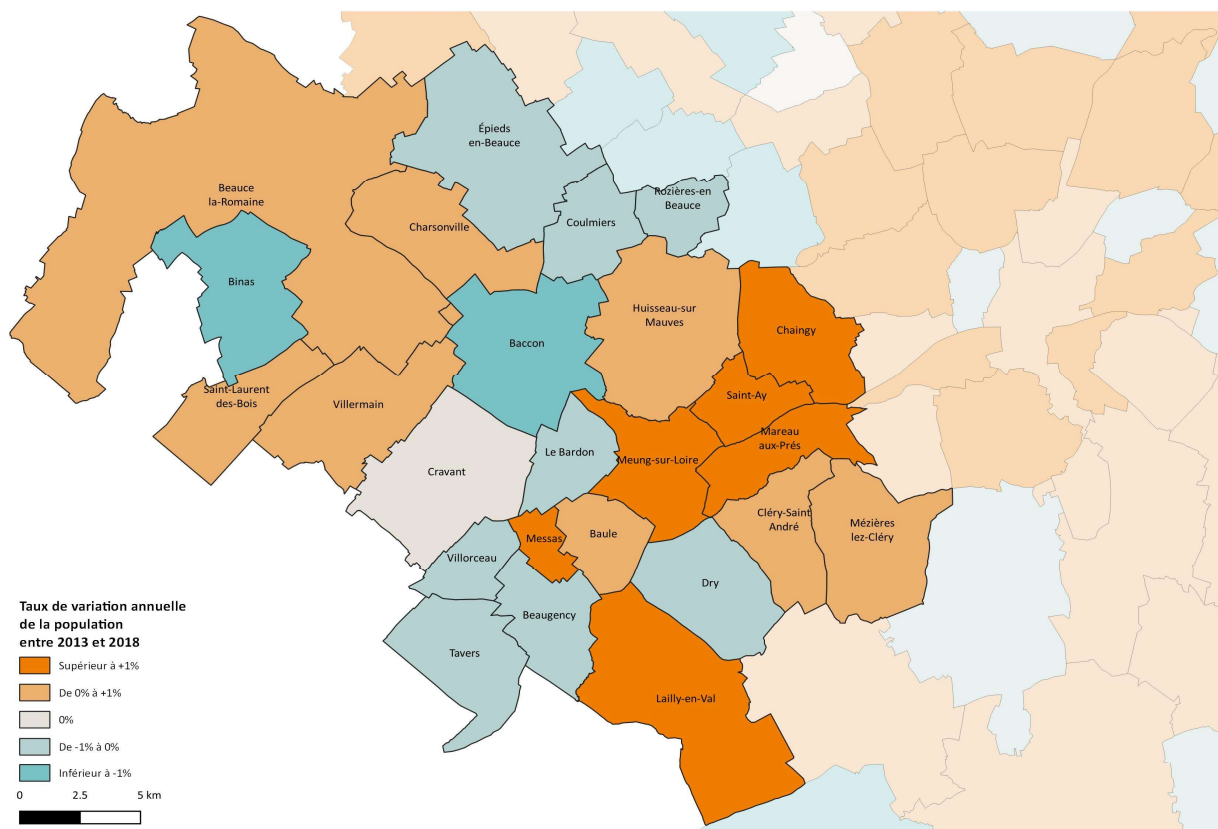 Épieds
en-Beauce
Beauce
la-Romaine
Rozières-en
Beauce
Charsonville
Coulmiers
Binas
Huisseau-sur
Mauves
Chaingy
Baccon
Saint-Laurent
des-Bois
Villermain
Saint-Ay
Mareau
aux-Prés
Le Bardon
Meung-sur-Loire
Cravant
Cléry-Saint
André
Mézières
lez-Cléry
Messas
Baule
Villorceau
Dry
Beaugency
Tavers
Lailly-en-Val
Taux de variation annuelle
de la population
entre 2013 et 2018
Supérieur à +1%
De 0% à +1%
0%
De -1% à 0%
Inférieur à -1%
0 2.5 5 km